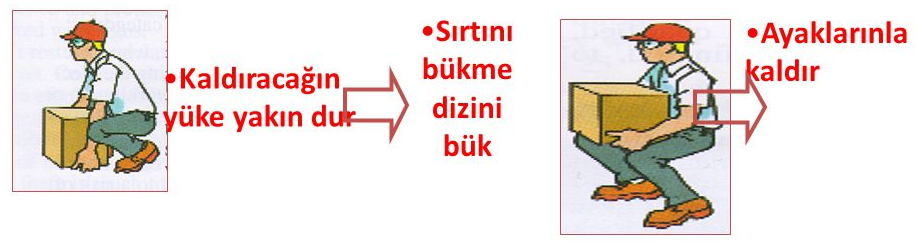 •Kaldıracağın
yüke yakın dur
•Sırtını
bükme
dizini
bük
•Ayaklarınla
kaldır